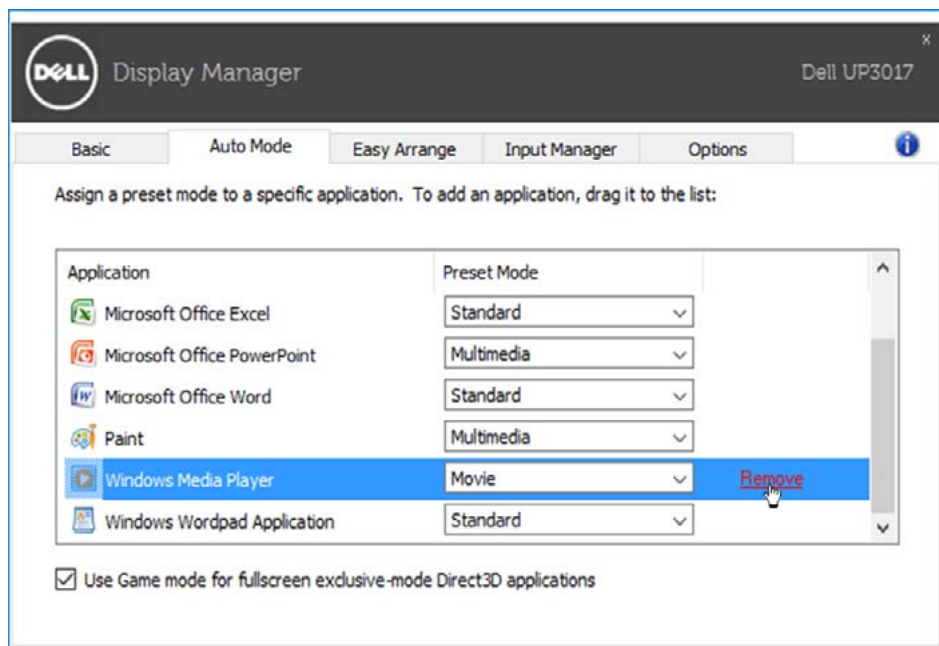 x
DELL Display Manager Dell UP3017
Basic Auto Mode Easy Arrange Input Manager Options
Assign a preset mode to a specific application. To add an application, drag it to the list:
Application Preset Mode
Microsoft Office Excel Standard
Microsoft Office PowerPoint Multimedia
Microsoft Office Word Standard
Paint Multimedia
Windows Media Player Movie Remove
Windows Wordpad Application Standard
Use Game mode for fullscreen exclusive-mode Direct3D applications